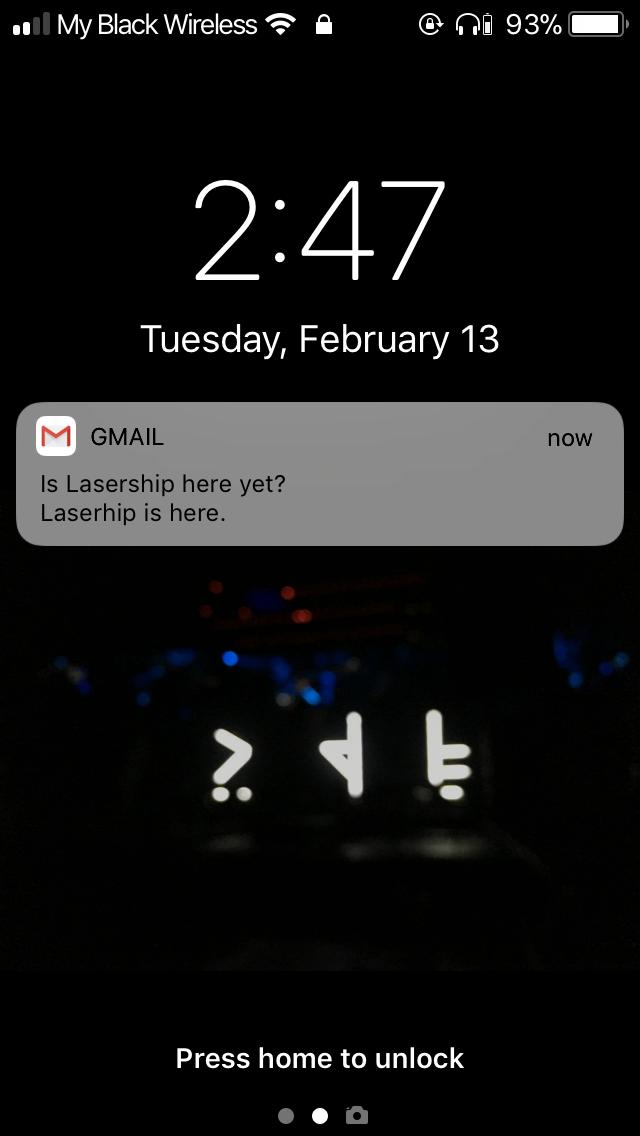 My Black Wireless 93%
2:47
Tuesday, February 13
GMAIL now
Is Lasership here yet?
Laserhip is here.
Press home to unlock